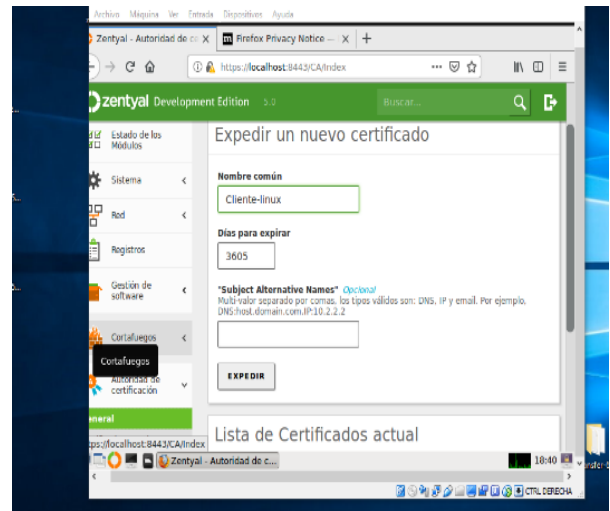 Archivo Máquina Ver Entrada Dispositivos Ayuda
Zentyal - Autoridad de ce X
m Firefox Privacy Notice — X +
https://localhost:8443/CA/Index
zentyal Development Edition 5.0
Buscar...
Estado de los
Módulos
Sistema
Red
Registros
Gestión de
software
Cortafuegos
Cortafuegos
Autoridad de
certificación
General
Expedir un nuevo certificado
Nombre común
Cliente-linux
Días para expirar
3605
"Subject Alternative Names" Opcional
Multi-valor separado por comas, los tipos válidos son: DNS, IP y email. Por ejemplo,
DNS:host.domain.com,IP:10.2.2.2
EXPEDIR
Lista de Certificados actual
tps://localhost:8443/CA/Index
Zentyal - Autoridad de c...
18:40
CTRL DERECHA